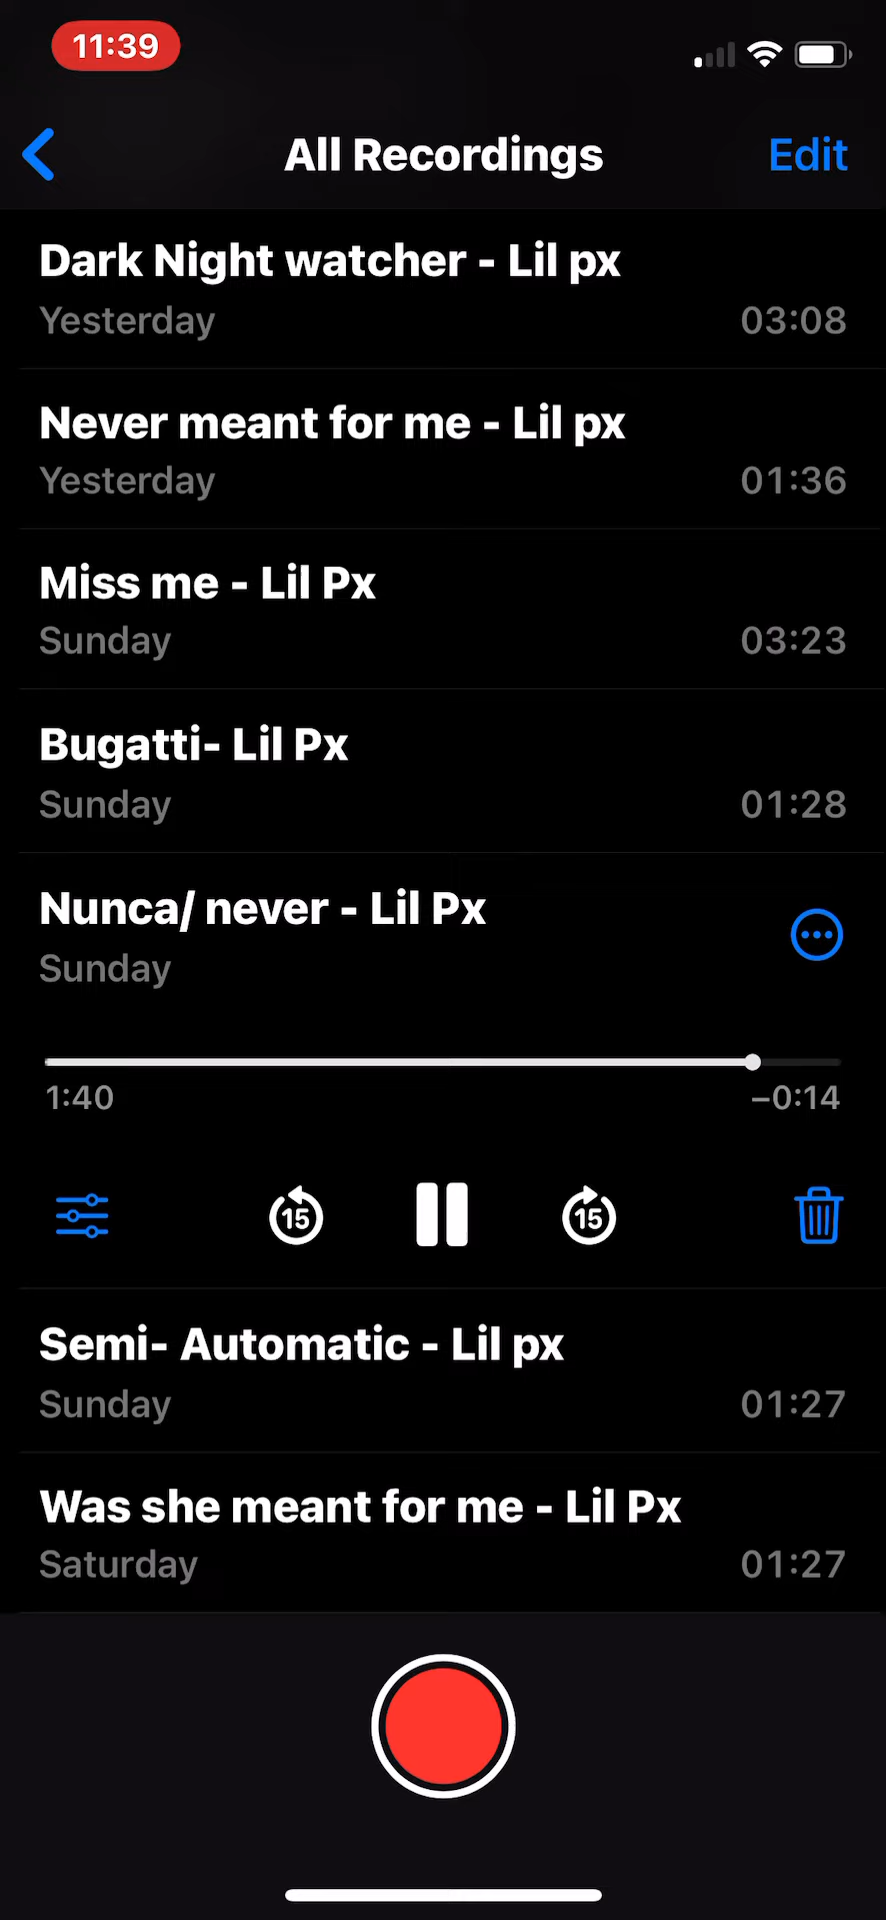 11:39
All Recordings Edit
Dark Night watcher - Lil px
Yesterday 03:08
Never meant for me - Lil px
Yesterday 01:36
Miss me - Lil Px
Sunday 03:23
Bugatti- Lil Px
Sunday 01:28
Nunca/ never - Lil Px
Sunday
1:40 –0:14
15 15
Semi- Automatic - Lil px
Sunday 01:27
Was she meant for me - Lil Px
Saturday 01:27